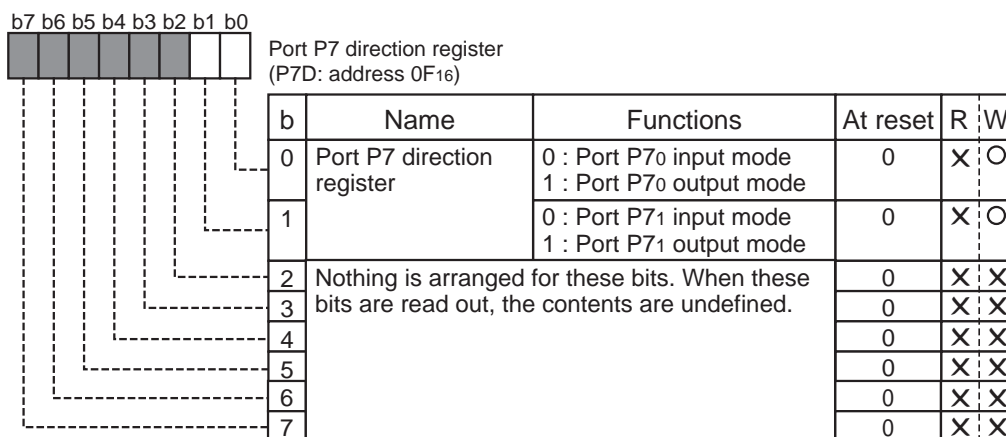 b7 b6 b5 b4 b3 b2 b1 b0
Port P7 direction register
(P7D: address 0F16)
b Name Functions At reset R W
0 Port P7 direction register 0 : Port P70 input mode 0 X O
1 : Port P70 output mode
1 0 : Port P71 input mode 0 X O
1 : Port P71 output mode
2 Nothing is arranged for these bits. When these 0 X X
3 bits are read out, the contents are undefined. 0 X X
4 0 X X
5 0 X X
6 0 X X
7 0 X X